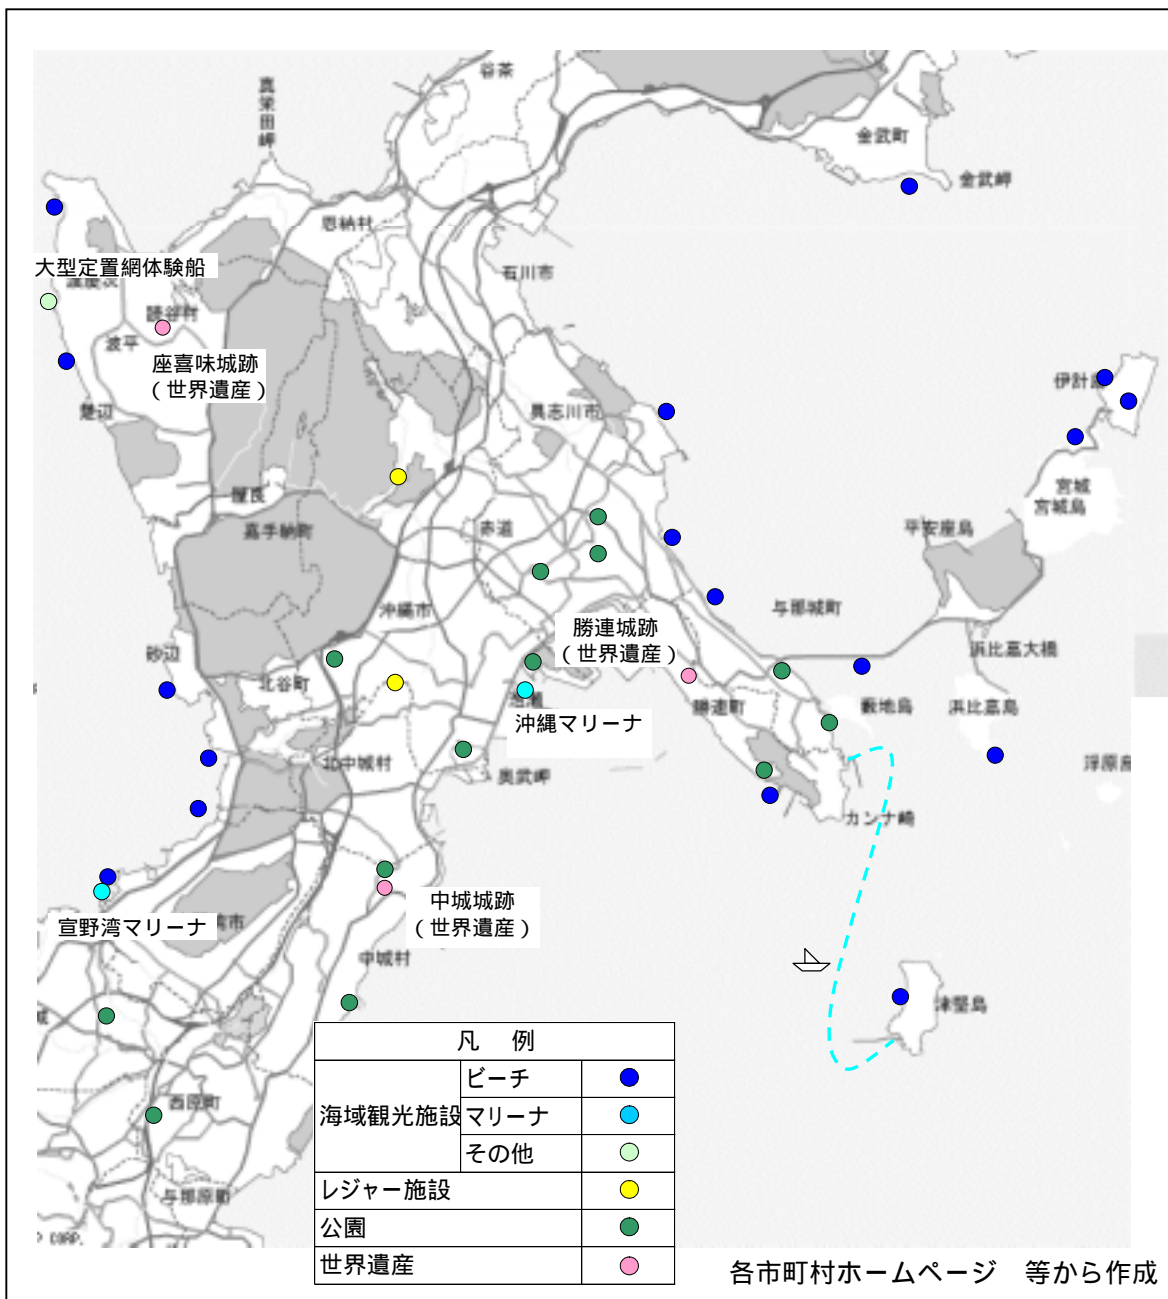 谷茶
真栄田岬
金武町
金武岬
恩納村
石川市
大型定置網体験船
読谷村
波平
座喜味城跡
（世界遺産）
伊計島
楚辺
具志川市
屋良
宮城
宮城島
嘉手納町
赤道
平安座島
沖縄市
与那城町
勝連城跡
（世界遺産）
砂辺
浜比嘉大橋
北谷町
勝連町
藪地島
浜比嘉島
沖縄マリーナ
北中城村
奥武岬
浮原島
カンナ崎
中城城跡
（世界遺産）
宣野湾マリーナ
市
中城村
津堅島
城
西原町
与那原町
P CORP.
凡　例
海域観光施設
ビーチ
マリーナ
その他
レジャー施設
公園
世界遺産
各市町村ホームページ　等から作成